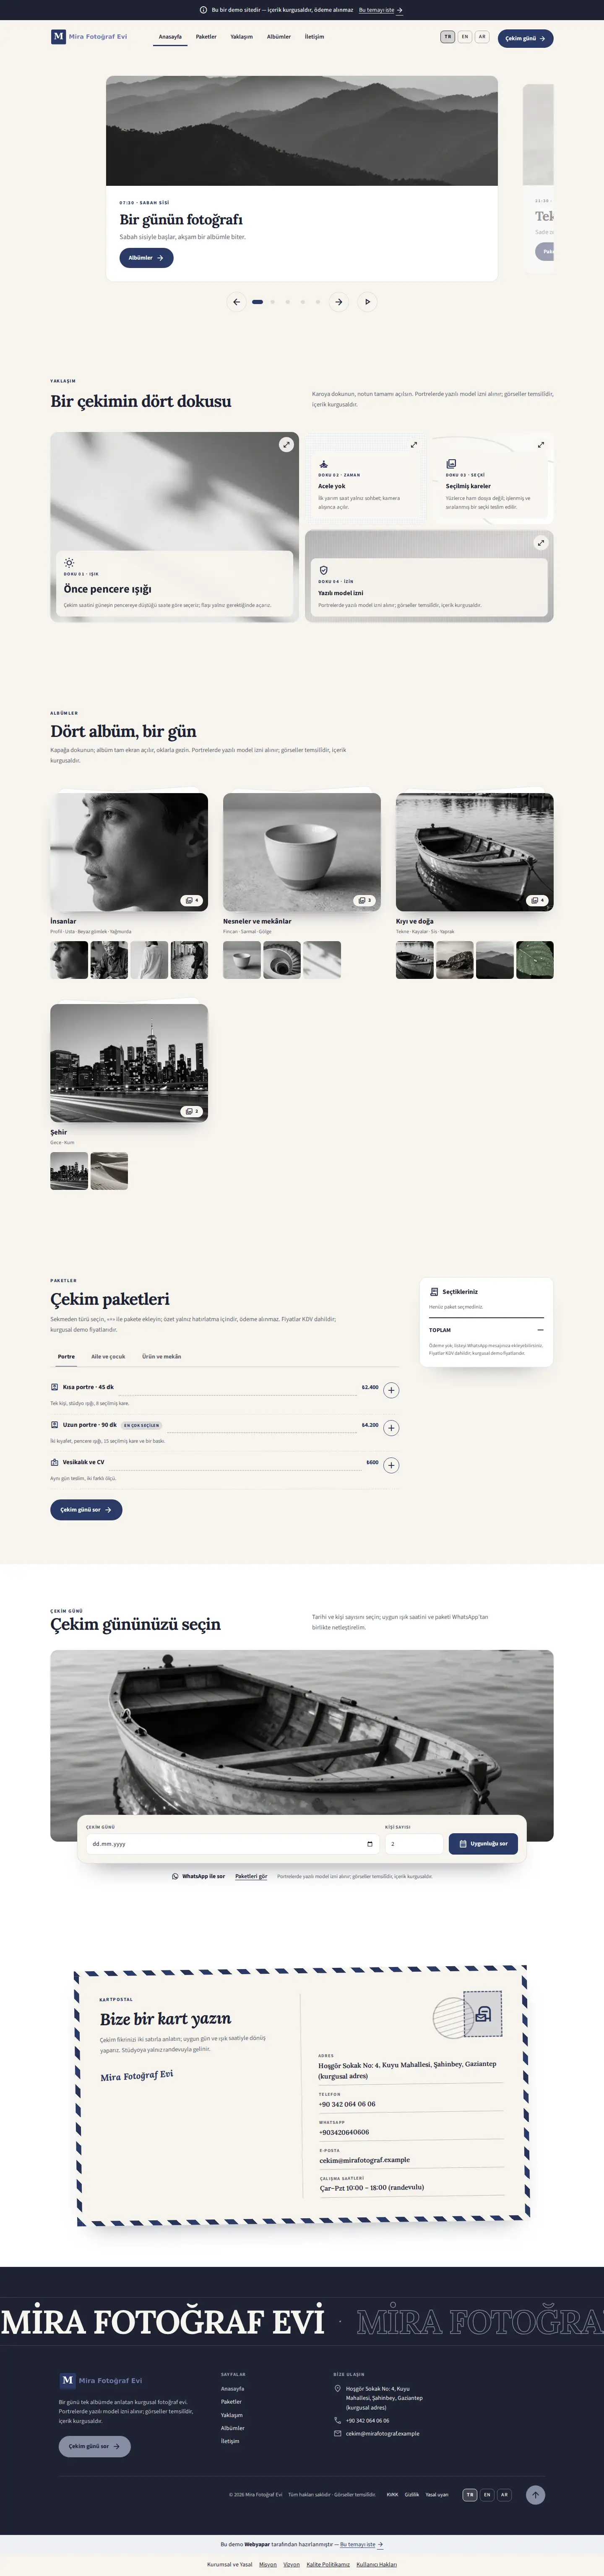 Bu bir demo sitedir — içerik kurgusaldır, ödeme alınmaz Bu temayı iste →
M Mira Fotoğraf Evi
Anasayfa Paketler Yaklaşım Albümler İletişim
TR EN AR
Çekim günü →
07:30 · SABAH SİSİ
Bir günün fotoğrafı
Sabah sisiyle başlar, akşam bir albümle biter.
Albümler →
YAKLAŞIM
Bir çekimin dört dokusu
Karoya dokunun, notun tamamı açılsın. Portrelerde yazılı model izni alınır; görseller temsilîdir,
içerik kurgusaldır.
DOKU 01 · IŞIK
Önce pencere ışığı
Çekim saatini güneşin pencereye düştüğü saate göre seçeriz; flaş yalnız gerektiğinde açarız.
DOKU 02 · ZAMAN
Acele yok
İlk yarım saat yalnız sohbet; kamera
alışınca açılır.
DOKU 03 · SEÇKİ
Seçilmiş kareler
Yüzlerce ham dosya değil; işlenmiş ve
sıralanmış bir seçki teslim edilir.
DOKU 04 · İZİN
Yazılı model izni
Portrelerde yazılı model izni alınır; görseller temsilîdir, içerik kurgusaldır.
ALBÜMLER
Dört albüm, bir gün
Kapağa dokunun; albüm tam ekran açılır, oklarla gezin. Portrelerde yazılı model izni alınır; görseller temsilîdir, içerik
kurgusaldır.
4
İnsanlar
Profil · Usta · Beyaz gömlek · Yağmurda
3
Nesneler ve mekânlar
Fincan · Sarmal · Gölge
4
Kıyı ve doğa
Tekne · Kayalar · Sis · Yaprak
2
Şehir
Gece · Kum
PAKETLER
Çekim paketleri
Sekmeden türü seçin, «+» ile pakete ekleyin; özet yalnız hatırlatma içindir, ödeme alınmaz. Fiyatlar KDV dahildir;
kurgusal demo fiyatlarıdır.
Portre Aile ve çocuk Ürün ve mekân
Kısa portre · 45 dk ₺2.400
Tek kişi, stüdyo ışığı, 8 seçilmiş kare.
Uzun portre · 90 dk EN ÇOK SEÇİLEN ₺4.200
İki kıyafet, pencere ışığı, 15 seçilmiş kare ve bir baskı.
Vesikalık ve CV ₺600
Aynı gün teslim, iki farklı ölçü.
Çekim günü sor →
Seçtikleriniz
Henüz paket seçmediniz.
TOPLAM —
Ödeme yok; listeyi WhatsApp mesajınıza ekleyebilirsiniz.
Fiyatlar KDV dahildir; kurgusal demo fiyatlarıdır.
ÇEKİM GÜNÜ
Çekim gününüzü seçin
Tarihi ve kişi sayısını seçin; uygun ışık saatini ve paketi WhatsApp'tan
birlikte netleştirelim.
ÇEKİM GÜNÜ
dd.mm.yyyy
KİŞİ SAYISI
2
Uygunluğu sor
WhatsApp ile sor Paketleri gör Portrelerde yazılı model izni alınır; görseller temsilîdir, içerik kurgusaldır.
KARTPOSTAL
Bize bir kart yazın
Çekim fikrinizi iki satırla anlatın; uygun gün ve ışık saatiyle dönüş
yaparız. Stüdyoya yalnız randevuyla gelinir.
Mira Fotoğraf Evi
ADRES
Hoşgör Sokak No: 4, Kuyu Mahallesi, Şahinbey, Gaziantep
(kurgusal adres)
TELEFON
+90 342 064 06 06
WHATSAPP
+903420640606
E-POSTA
cekim@mirafotograf.example
ÇALIŞMA SAATLERİ
Çar–Pzt 10:00 – 18:00 (randevulu)
MİRA FOTOĞRAF EVİ · MİRA FOTOĞRA
M Mira Fotoğraf Evi
Bir günü tek albümde anlatan kurgusal fotoğraf evi.
Portrelerde yazılı model izni alınır; görseller temsilîdir,
içerik kurgusaldır.
Çekim günü sor →
SAYFALAR
Anasayfa
Paketler
Yaklaşım
Albümler
İletişim
BİZE ULAŞIN
Hoşgör Sokak No: 4, Kuyu
Mahallesi, Şahinbey, Gaziantep
(kurgusal adres)
+90 342 064 06 06
cekim@mirafotograf.example
© 2026 Mira Fotoğraf Evi Tüm hakları saklıdır · Görseller temsilîdir. KVKK Gizlilik Yasal uyarı
TR EN AR
Bu demo Webyapar tarafından hazırlanmıştır — Bu temayı iste →
Kurumsal ve Yasal Misyon Vizyon Kalite Politikamız Kullanıcı Hakları